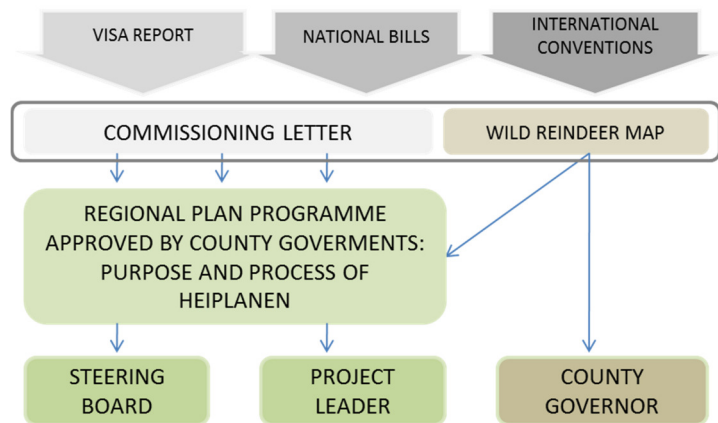 VISA REPORT
NATIONAL BILLS
INTERNATIONAL
CONVENTIONS
COMMISSIONING LETTER
WILD REINDEER MAP
REGIONAL PLAN PROGRAMME
APPROVED BY COUNTY GOVERMENTS:
PURPOSE AND PROCESS OF
HEIPLANEN
STEERING
BOARD
PROJECT
LEADER
COUNTY
GOVERNOR